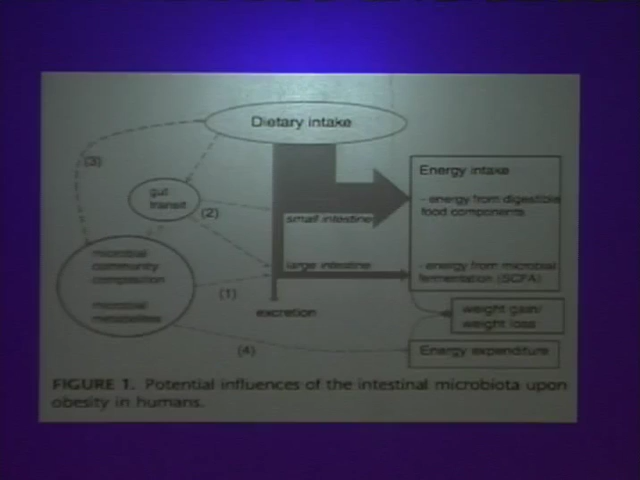 Dietary intake
(3)
gut
transit
(2)
Energy intake
- energy from digestible
food components
small intestine
microbial
community
composition
microbial
metabolites
large intestine
- energy from microbial
fermentation (SCFA)
(1)
excretion
weight gain/
weight loss
(4)
Energy expenditure
FIGURE 1. Potential influences of the intestinal microbiota upon
obesity in humans.